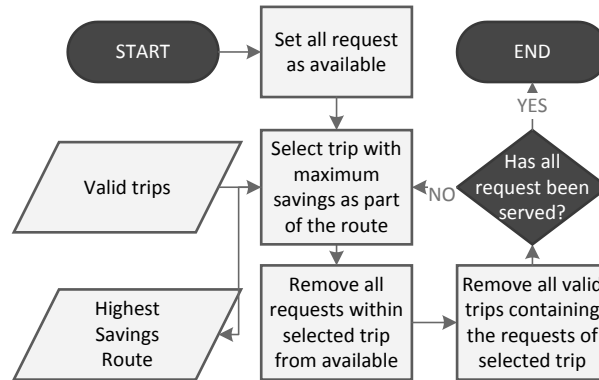 START
Set all request
as available
END
YES
Valid trips
Select trip with
maximum
savings as part
of the route
NO
Has all
request been
served?
Highest
Savings
Route
Remove all
requests within
selected trip
from available
Remove all valid
trips containing
the requests of
selected trip